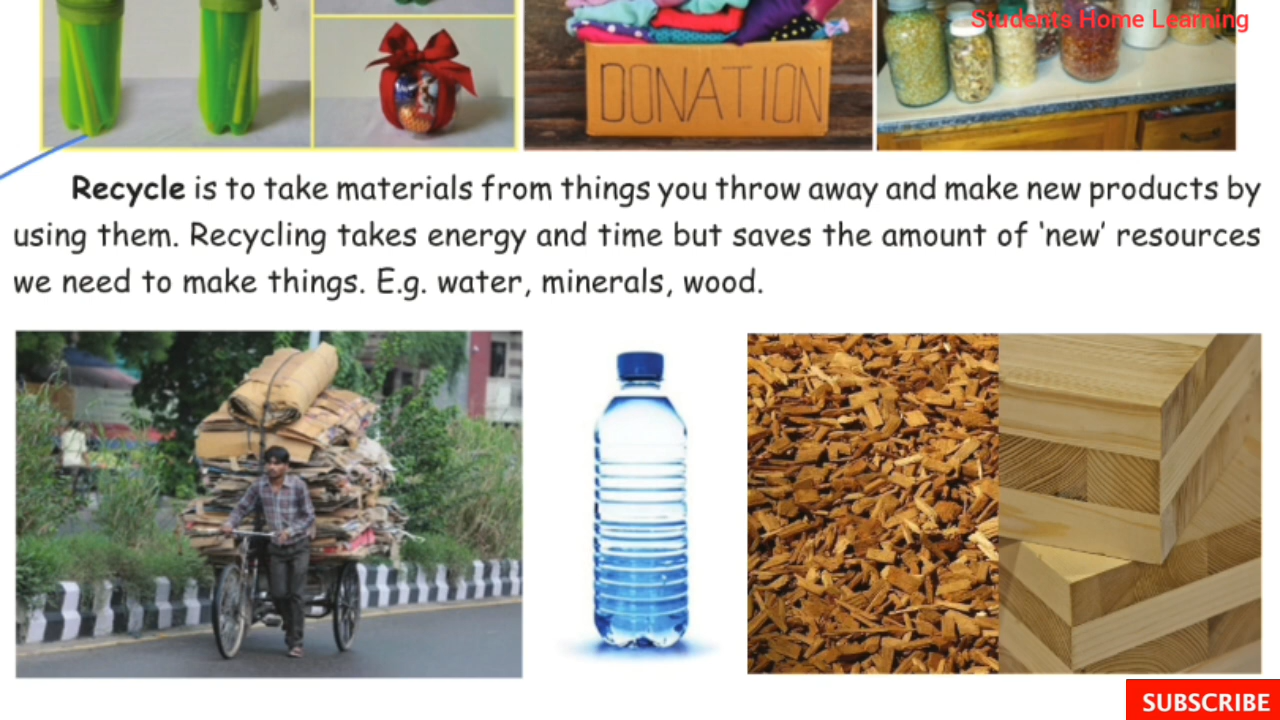 Students Home Learning
DONATION
Recycle is to take materials from things you throw away and make new products by
using them. Recycling takes energy and time but saves the amount of ‘new’ resources
we need to make things. E.g. water, minerals, wood.
SUBSCRIBE